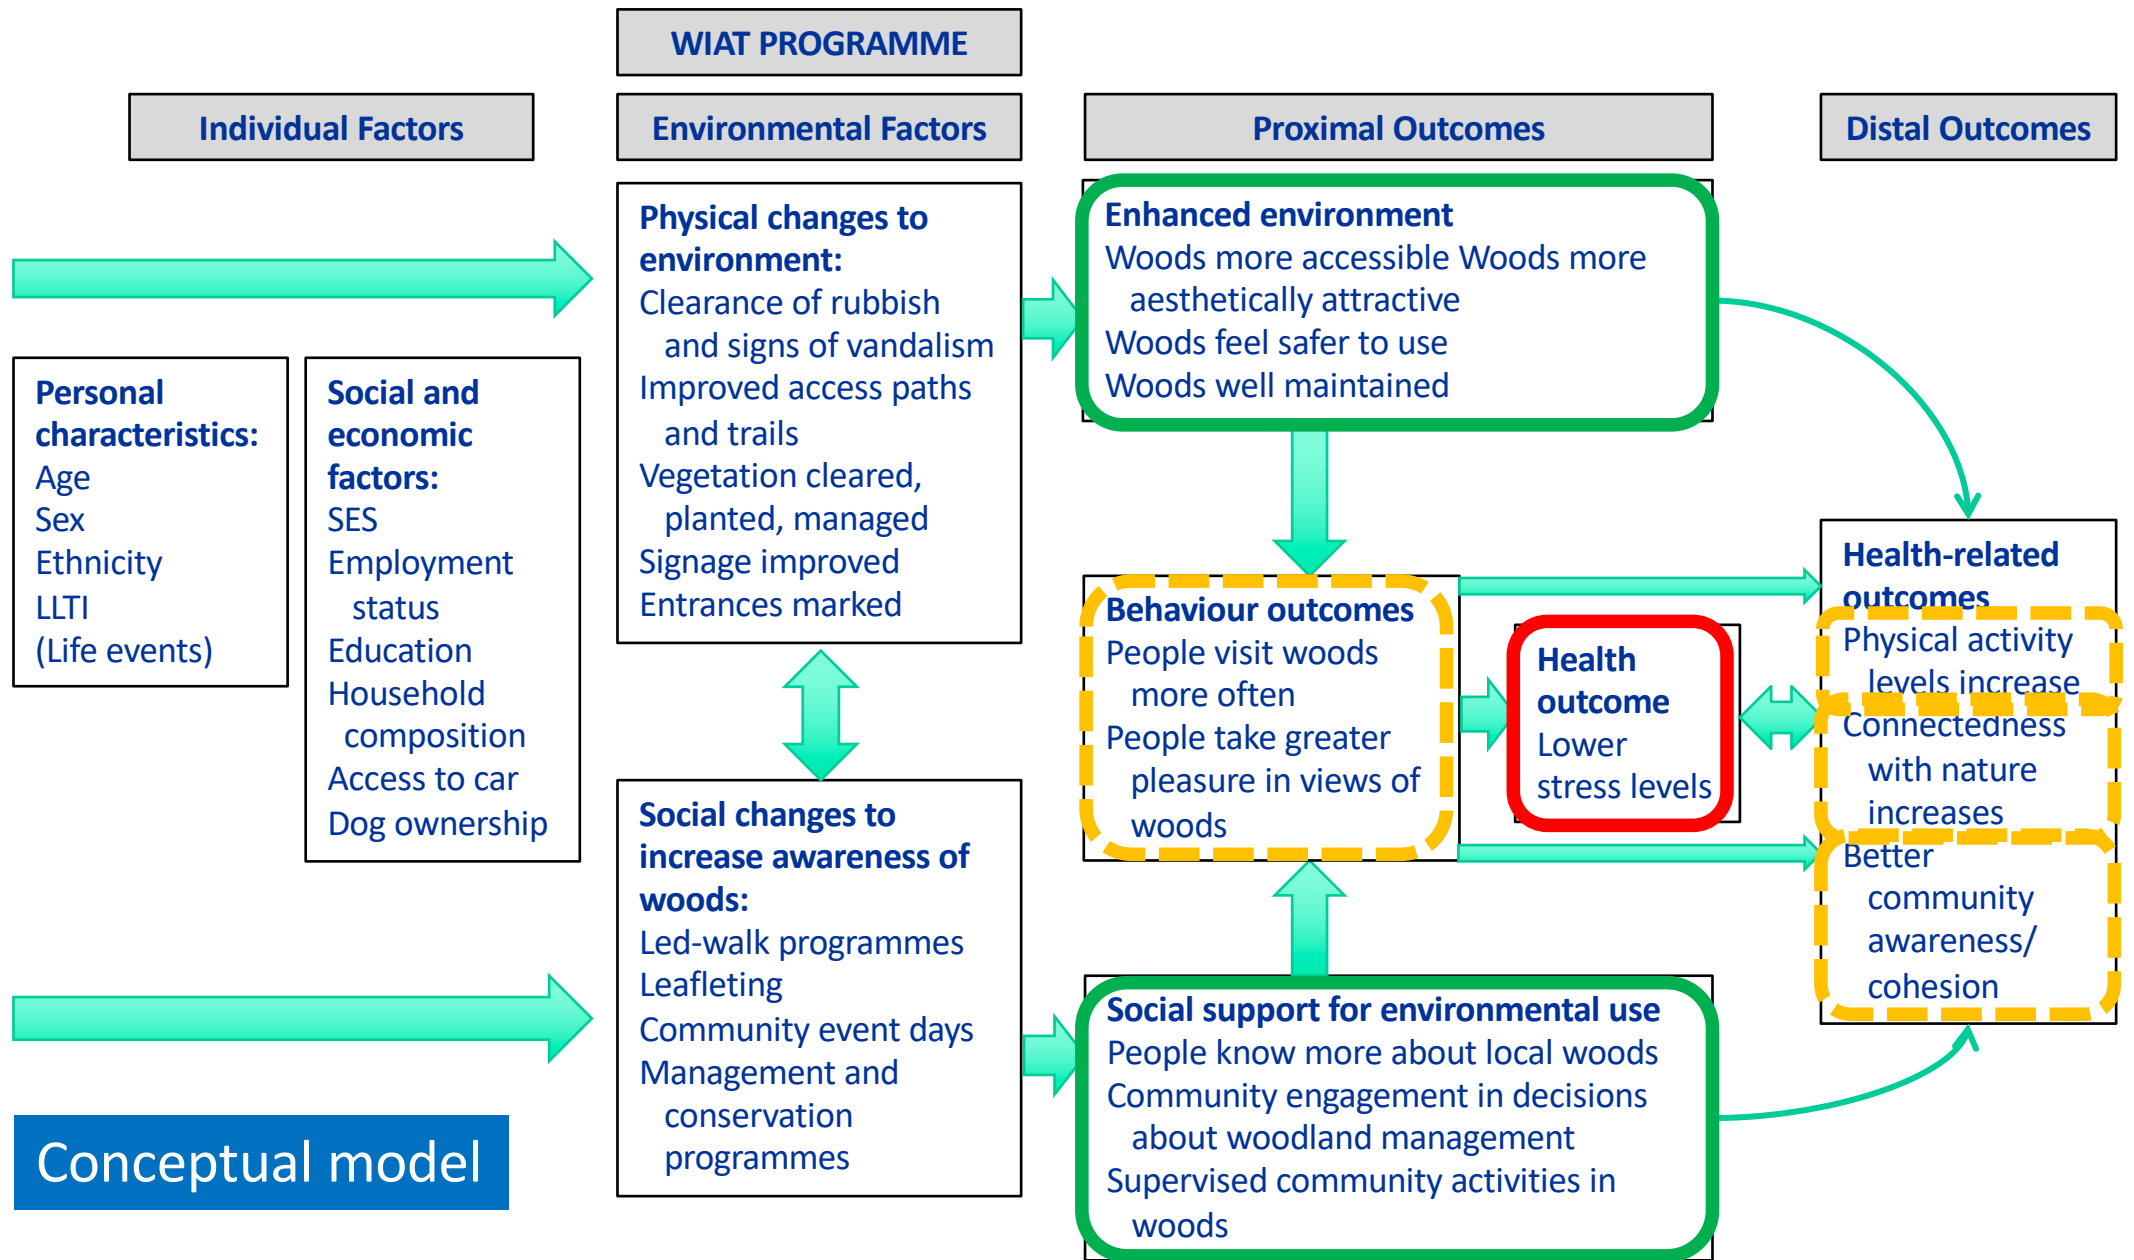 WIAT PROGRAMME
Individual Factors
Environmental Factors
Proximal Outcomes
Distal Outcomes
Personal
characteristics:
Age
Sex
Ethnicity
LLTI
(Life events)
Social and
economic
factors:
SES
Employment
status
Education
Household
composition
Access to car
Dog ownership
Physical changes to
environment:
Clearance of rubbish
and signs of vandalism
Improved access paths
and trails
Vegetation cleared,
planted, managed
Signage improved
Entrances marked
Social changes to
increase awareness of
woods:
Led-walk programmes
Leafleting
Community event days
Management and
conservation
programmes
Enhanced environment
Woods more accessible Woods more
aesthetically attractive
Woods feel safer to use
Woods well maintained
Behaviour outcomes
People visit woods
more often
People take greater
pleasure in views of
woods
Health
outcome
Lower
stress levels
Social support for environmental use
People know more about local woods
Community engagement in decisions
about woodland management
Supervised community activities in
woods
Health-related
outcomes
Physical activity
levels increase
Connectedness
with nature
increases
Better
community
awareness/
cohesion
Conceptual model